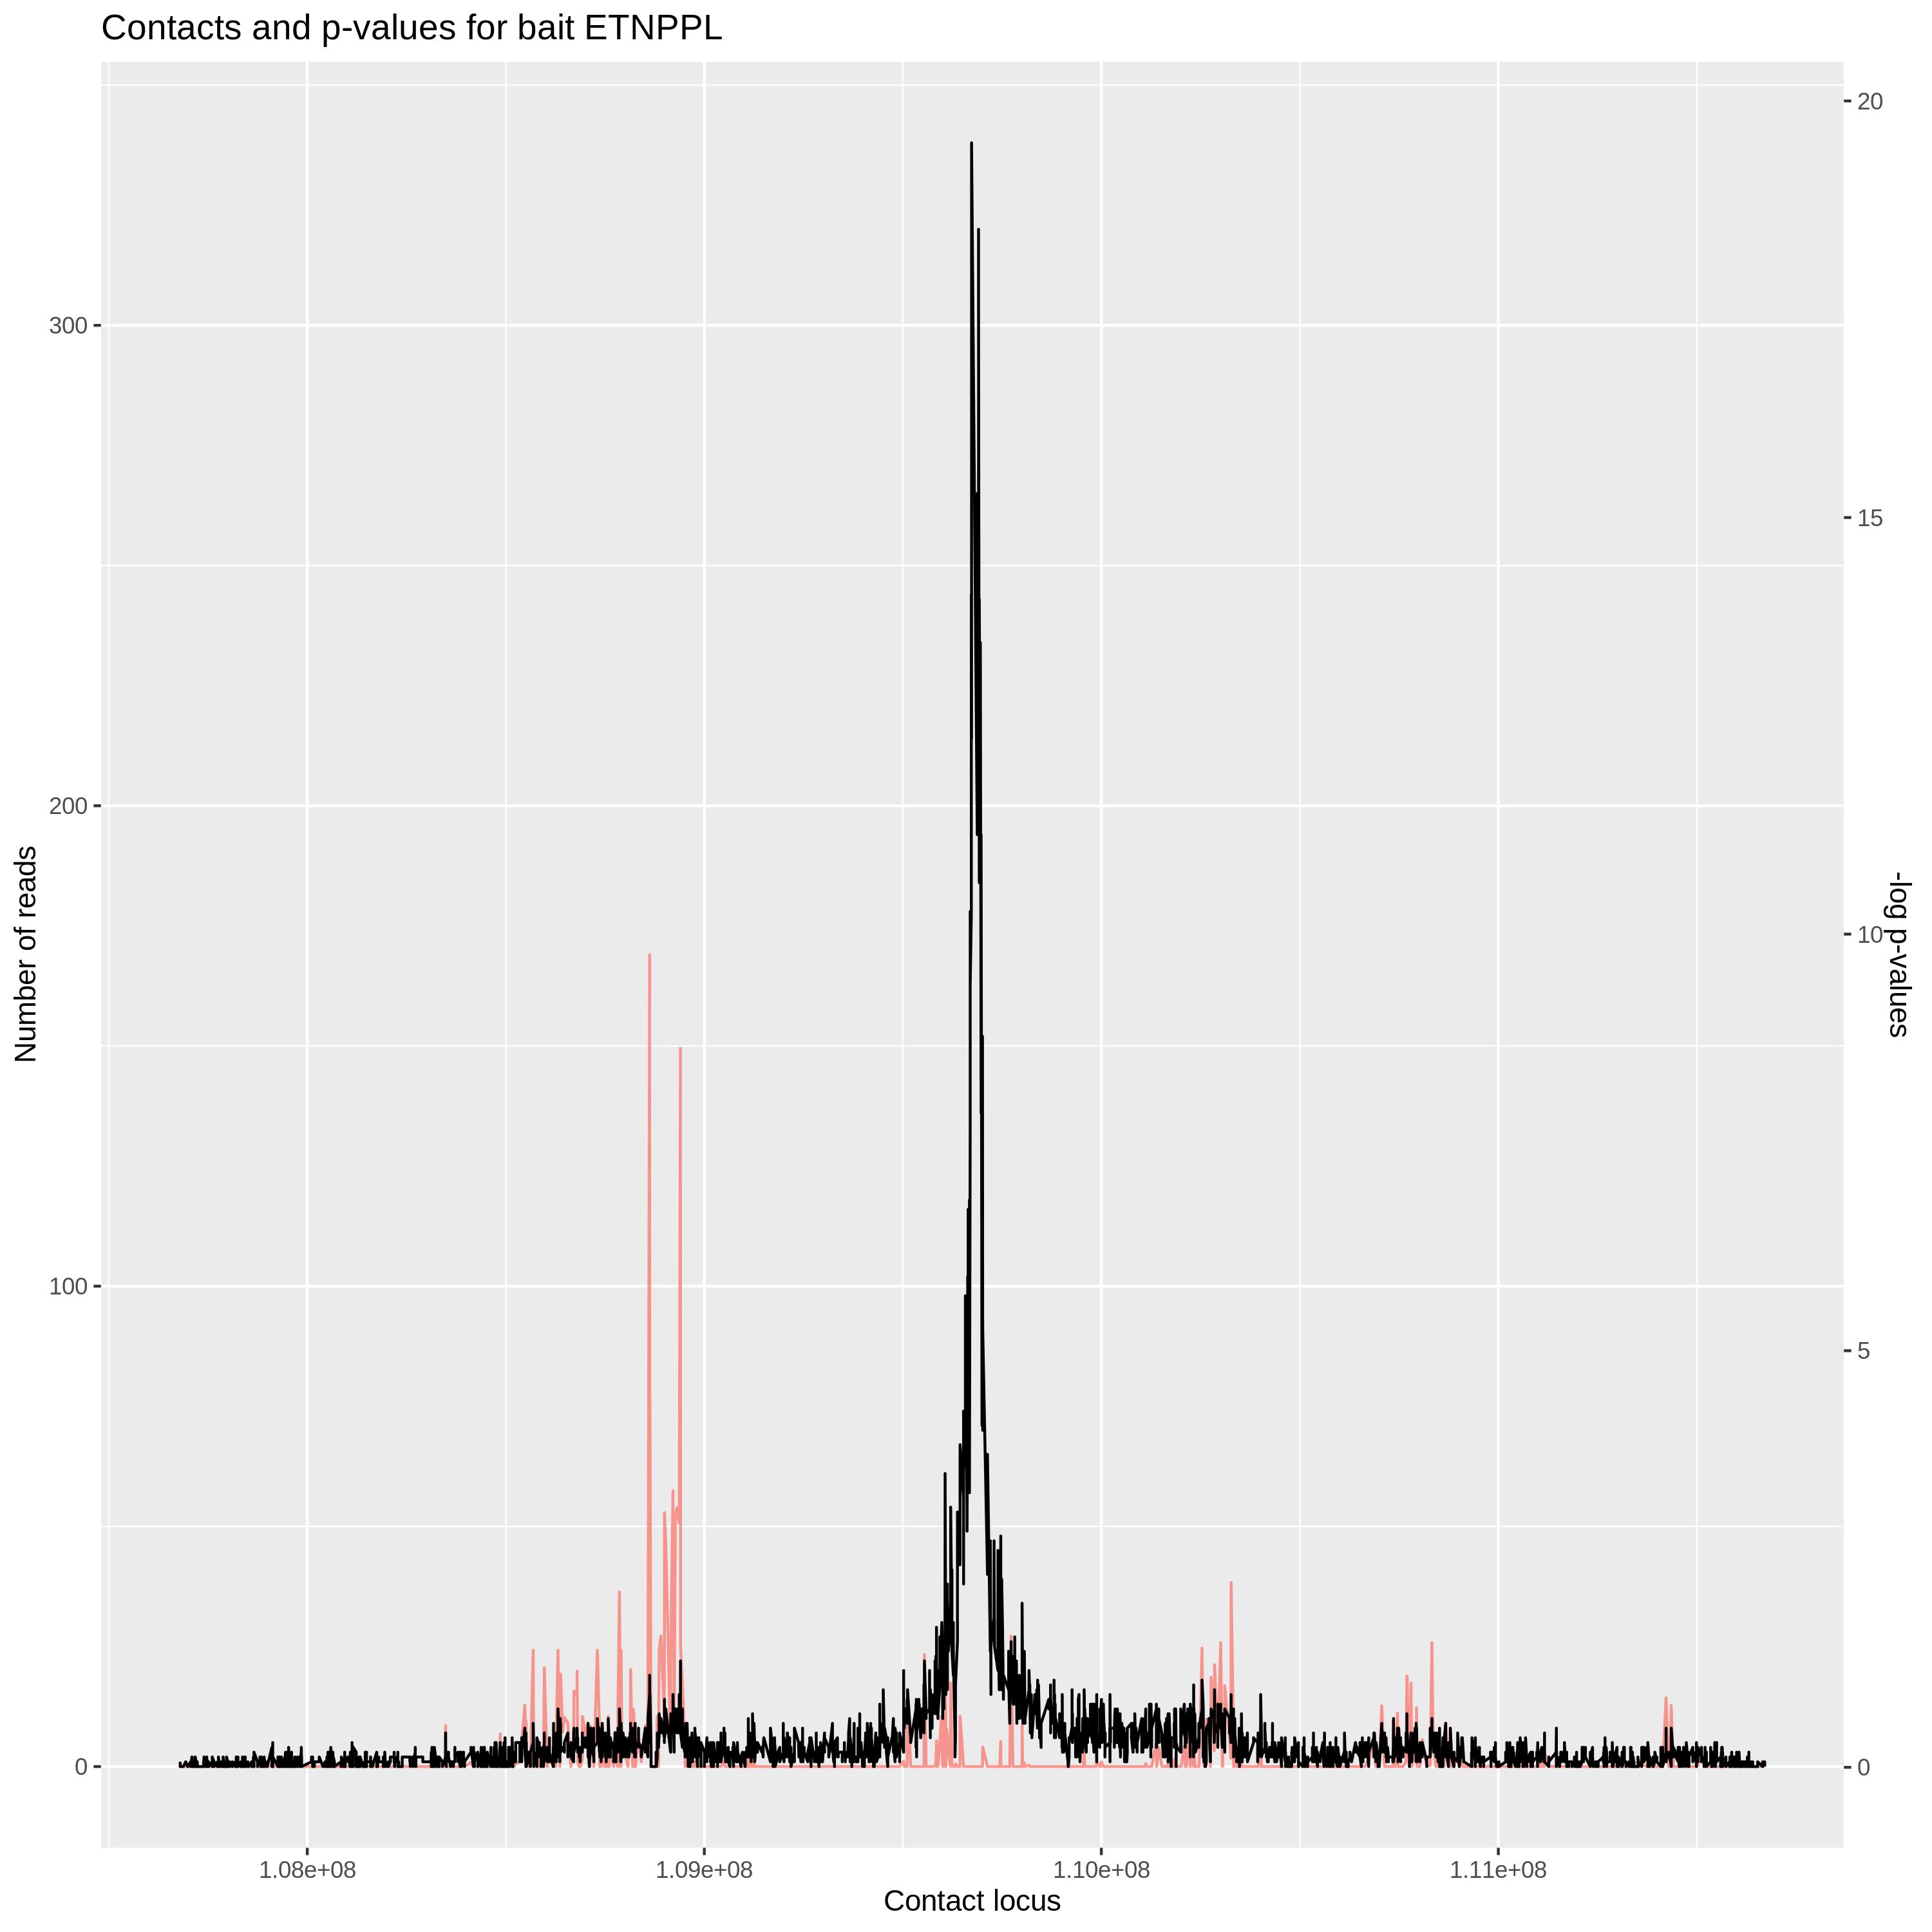 Contacts and p-values for bait ETNPPL
Number of reads
300
200
100
0
20
15
10
5
0
-log p-values
1.08e+08
1.09e+08
1.10e+08
1.11e+08
Contact locus